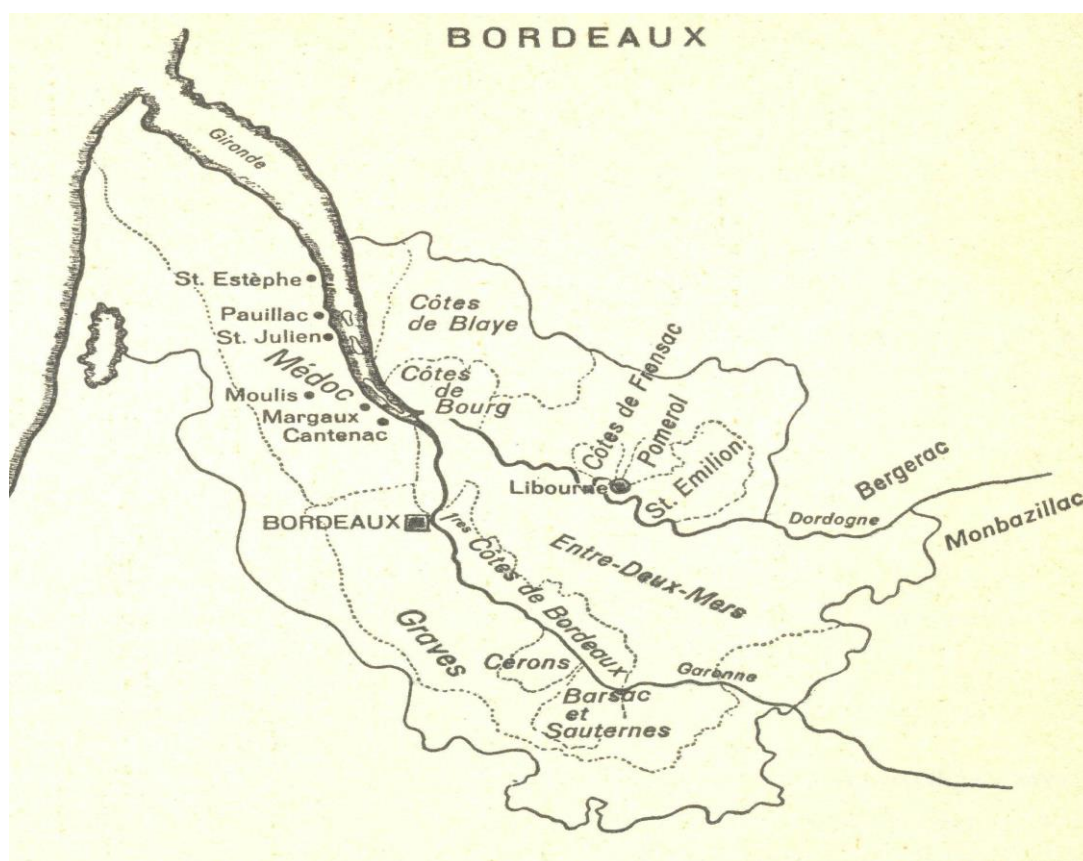 BORDEAUX
Gironde
St. Estèphe
Pauillac
St. Julien
Médoc
Moulis
Margaux
Cantenac
Côtes
de Blaye
Côtes
de
Bourg
Côtes de Fronsac
Pomerol
St. Emilion
Libourne
Dordogne
Bergerac
Monbazillac
BORDEAUX
Entre-Deux-Mers
1res Côtes de Bordeaux
Graves
Cérons
Barsac
et
Sauternes
Garonne